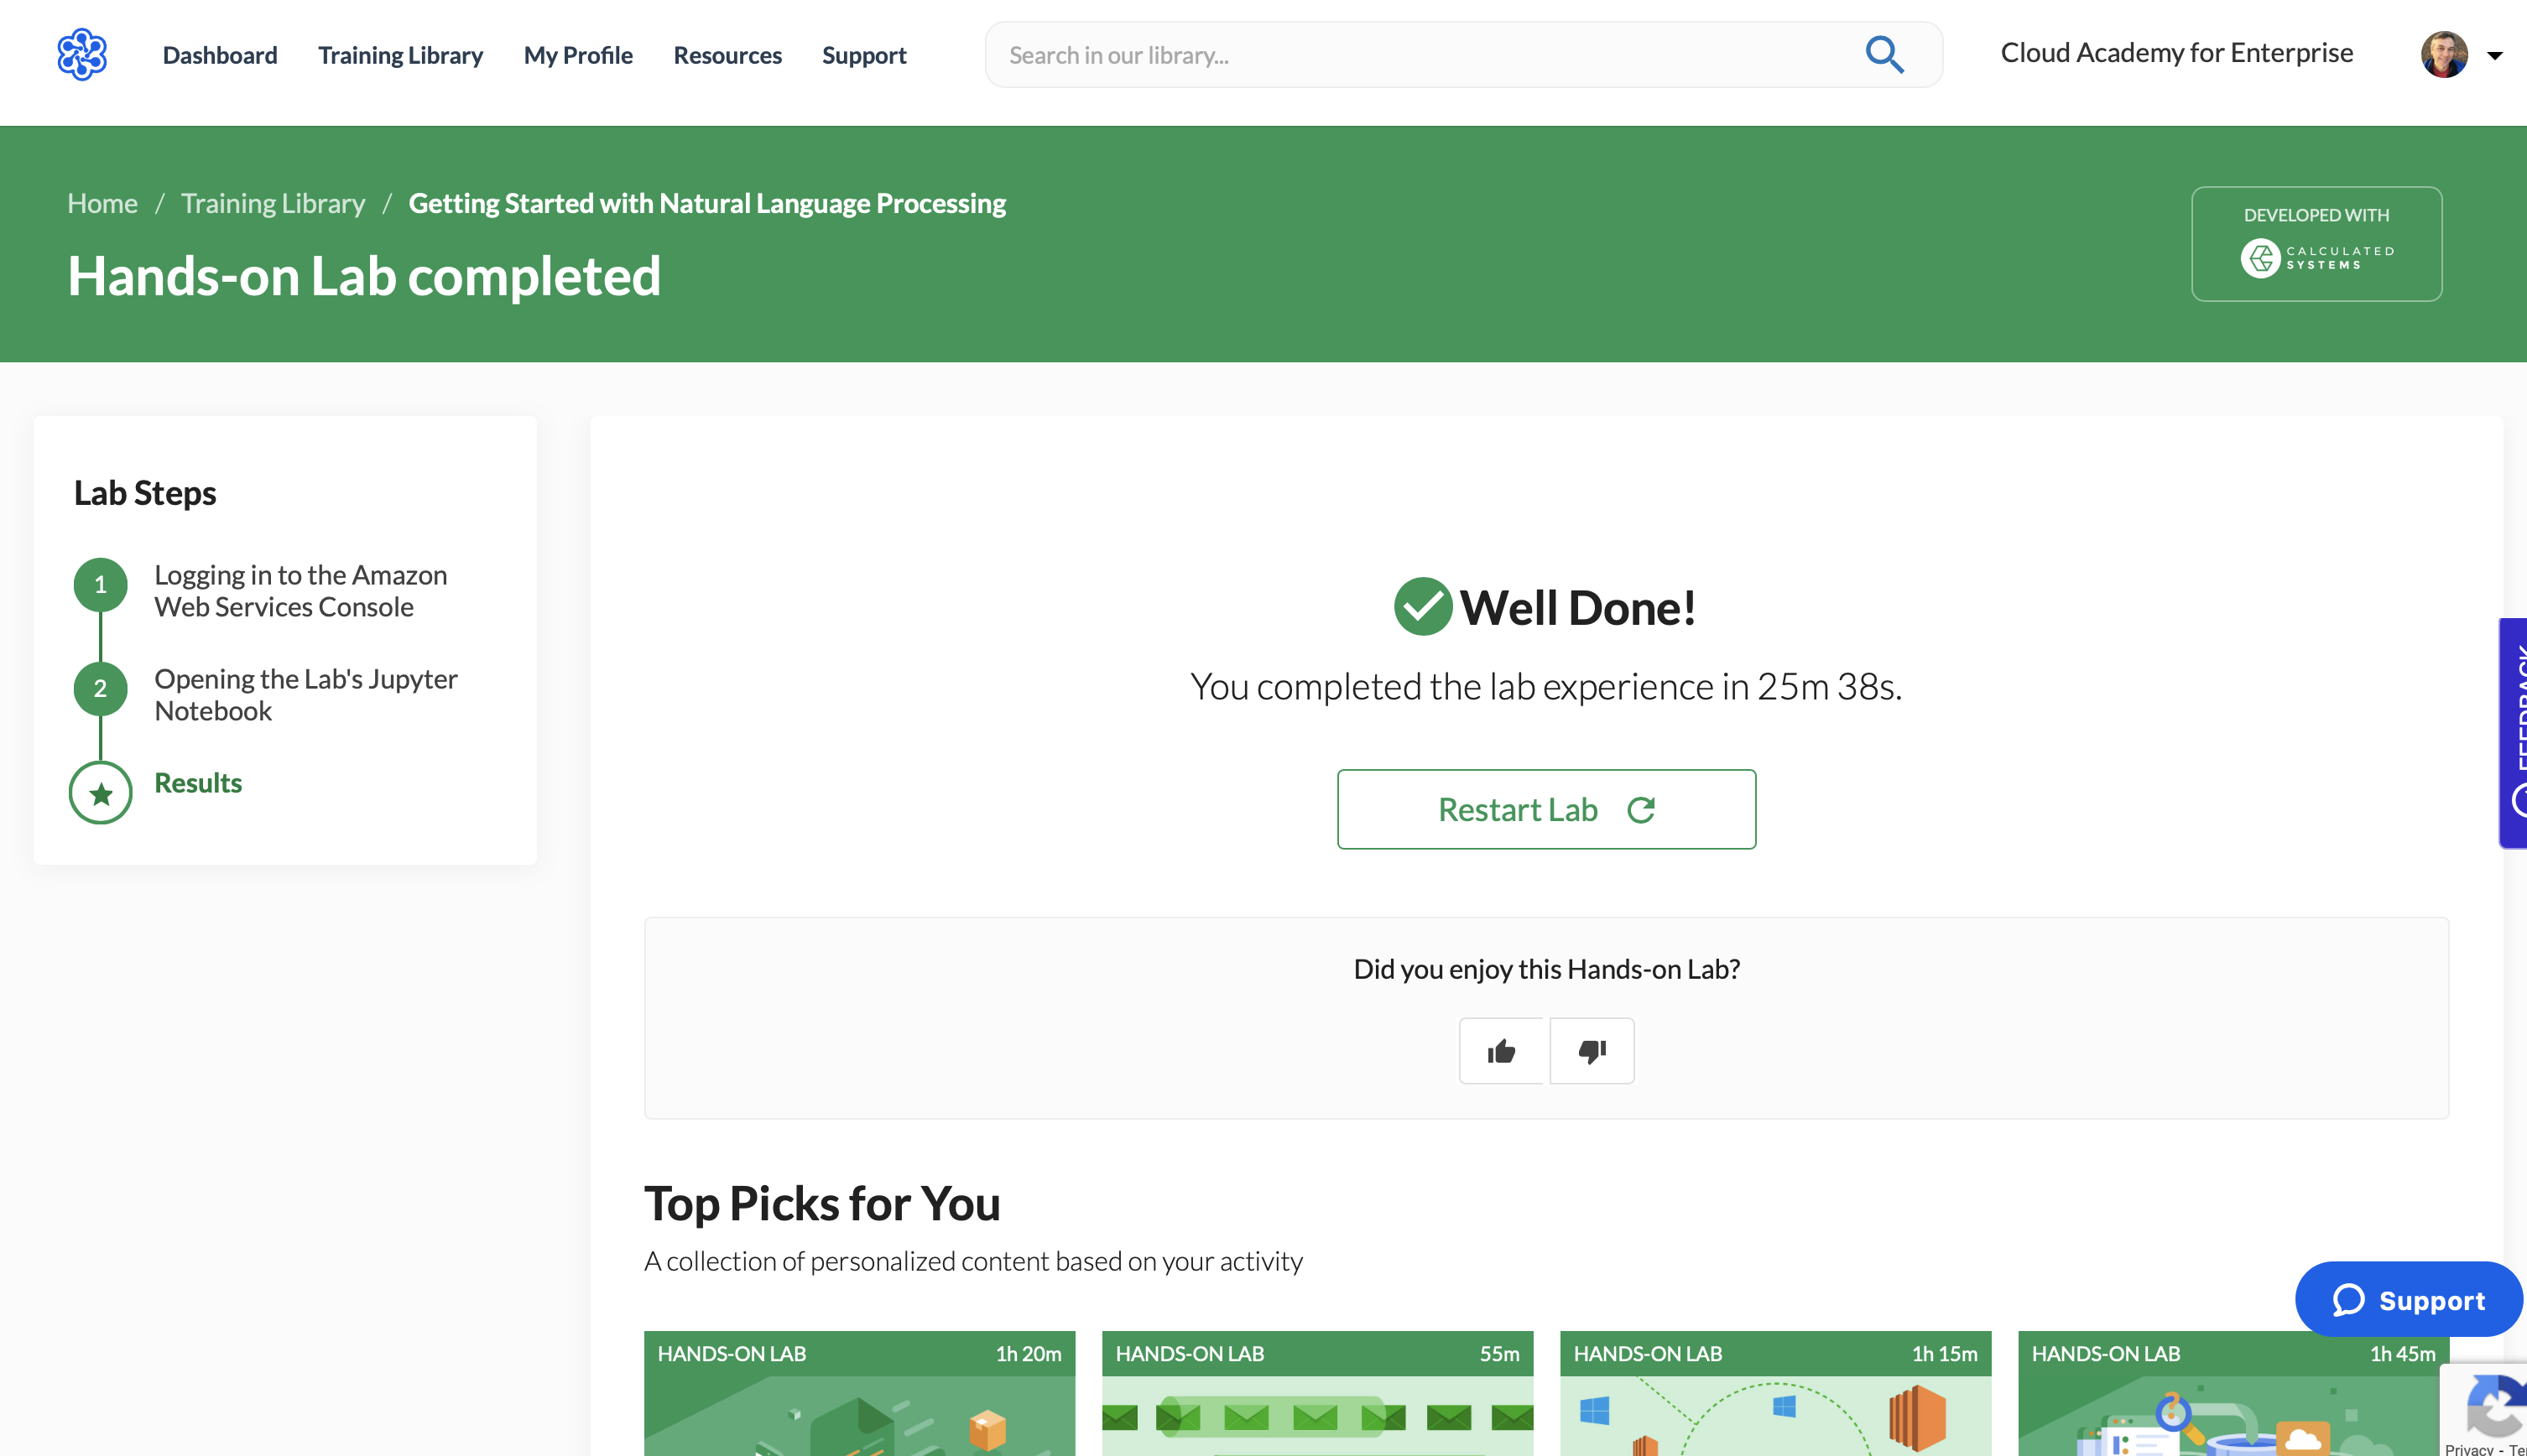 Dashboard
Training Library
My Profile
Resources
Support
Search in our library...
Cloud Academy for Enterprise
Home / Training Library / Getting Started with Natural Language Processing
Hands-on Lab completed
DEVELOPED WITH
CALCULATED
SYSTEMS
Lab Steps
1
Logging in to the Amazon
Web Services Console
2
Opening the Lab's Jupyter
Notebook
Results
Well Done!
You completed the lab experience in 25m 38s.
Restart Lab
FEEDBACK
Did you enjoy this Hands-on Lab?
Top Picks for You
A collection of personalized content based on your activity
Support
HANDS-ON LAB 1h 20m
HANDS-ON LAB 55m
HANDS-ON LAB 1h 15m
HANDS-ON LAB 1h 45m
?
Privacy -